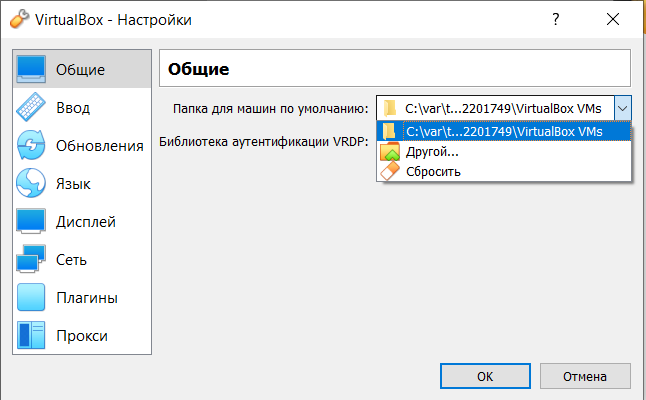 VirtualBox - Настройки
Общие
Ввод
Обновления
Язык
Дисплей
Сеть
Плагины
Прокси
Общие
Папка для машин по умолчанию: C:\var\t...2201749\VirtualBox VMs
C:\var\t...2201749\VirtualBox VMs
Библиотека аутентификации VRDP:
Другой...
Сбросить
OK
Отмена